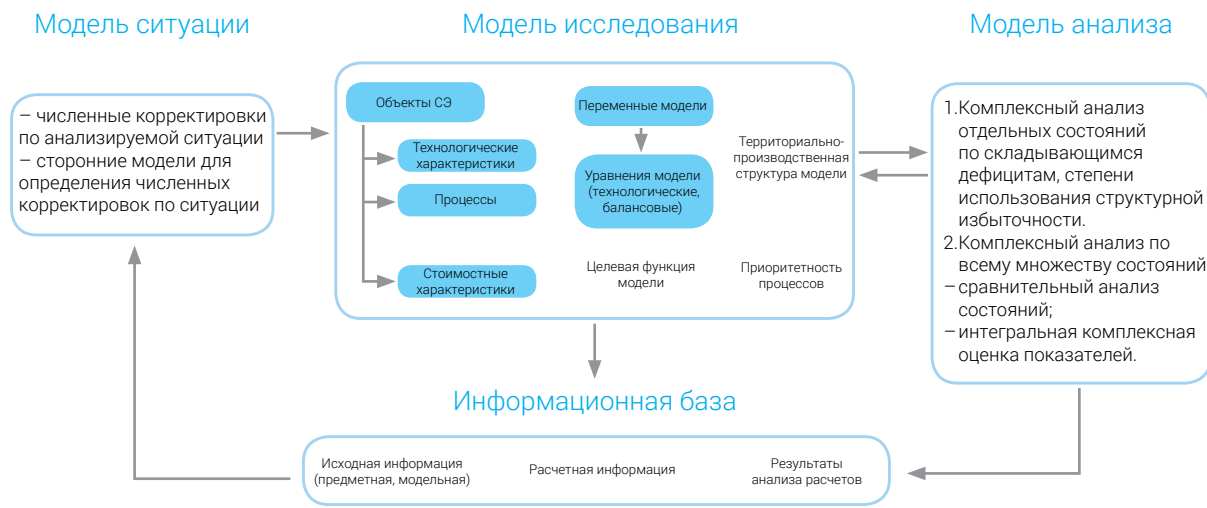 Модель ситуации
Модель исследования
Модель анализа
– численные корректировки
по анализируемой ситуации
– сторонние модели для
определения численных
корректировок по ситуации
Объекты СЭ
Технологические
характеристики
Процессы
Стоимостные
характеристики
Переменные модели
Уравнения модели
(технологические,
балансовые)
Целевая функция
модели
Территориально-
производственная
структура модели
Приоритетность
процессов
1.Комплексный анализ
отдельных состояний
по складывающимся
дефицитам, степени
использования структурной
избыточности.
2.Комплексный анализ по
всему множеству состояний
– сравнительный анализ
состояний;
– интегральная комплексная
оценка показателей.
Информационная база
Исходная информация
(предметная, модельная)
Расчетная информация
Результаты
анализа расчетов